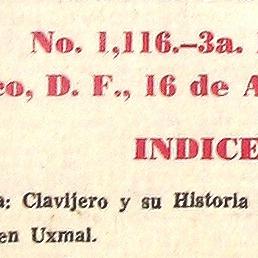 No. 1,116.-3a.
co, D. F., 16 de A
INDICE
a: Clavijero y su Historia
en Uxmal.